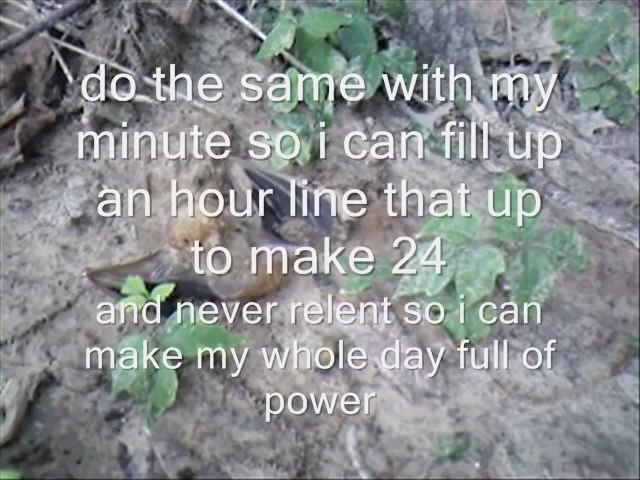 do the same with my
minute so i can fill up
an hour line that up
to make 24
and never relent so i can
make my whole day full of
power